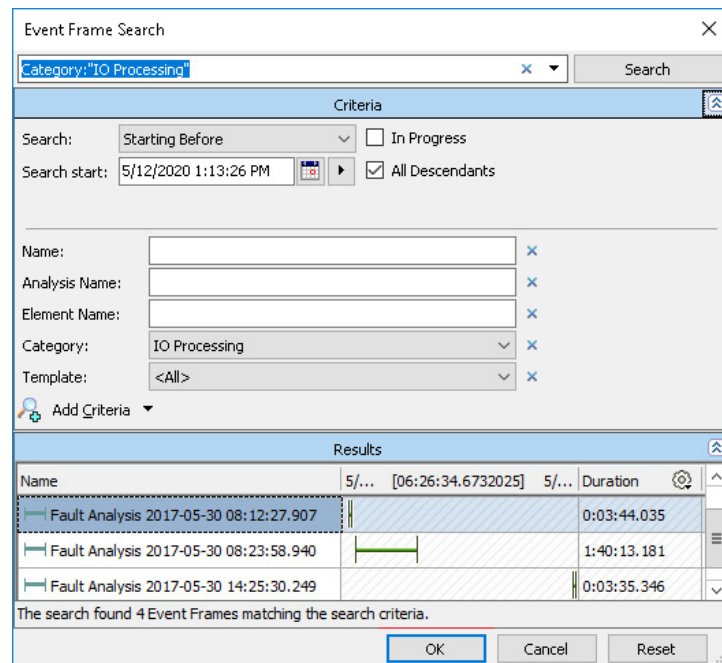 Event Frame Search
Category:"IO Processing" Search
Criteria
Search: Starting Before In Progress
Search start: 5/12/2020 1:13:26 PM All Descendants
Name:
Analysis Name:
Element Name:
Category: IO Processing
Template: <All>
Add Criteria
Results
Name 5/... [06:26:34.6732025] 5/... Duration
Fault Analysis 2017-05-30 08:12:27.907 0:03:44.035
Fault Analysis 2017-05-30 08:23:58.940 1:40:13.181
Fault Analysis 2017-05-30 14:25:30.249 0:03:35.346
The search found 4 Event Frames matching the search criteria.
OK Cancel Reset